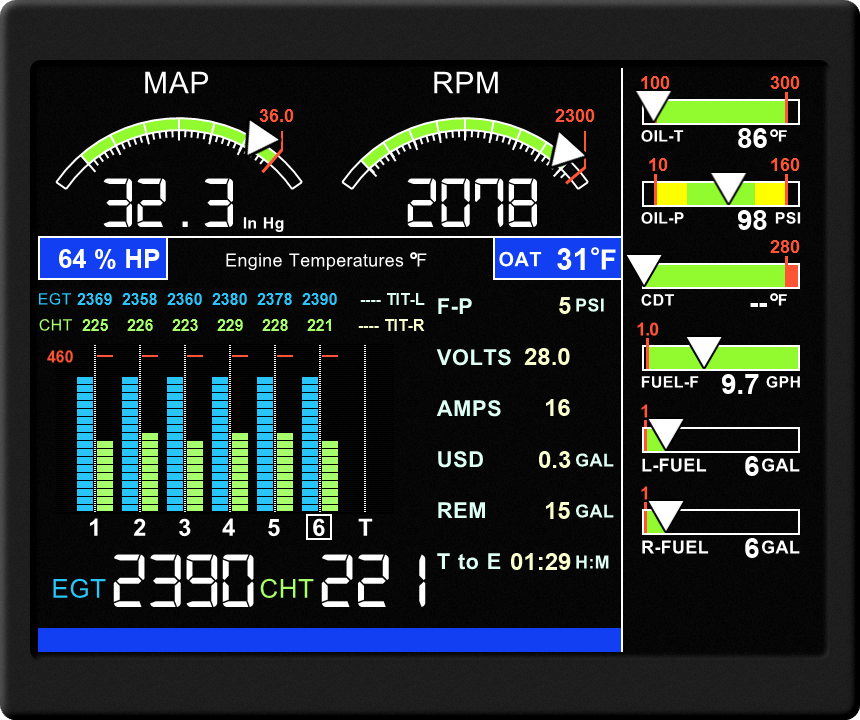 MAP
36.0
32.3 In Hg
RPM
2300
2078
64 % HP
Engine Temperatures °F
OAT 31°F
EGT 2369 2358 2360 2380 2378 2390 ---- TIT-L
CHT 225 226 223 229 228 221 ---- TIT-R
460
1 2 3 4 5 6 T
EGT 2390 CHT 221
F-P 5 PSI
VOLTS 28.0
AMPS 16
USD 0.3 GAL
REM 15 GAL
T to E 01:29 H:M
100 300
OIL-T 86°F
10 160
OIL-P 98 PSI
280
CDT --°F
1.0
FUEL-F 9.7 GPH
1
L-FUEL 6 GAL
1
R-FUEL 6 GAL